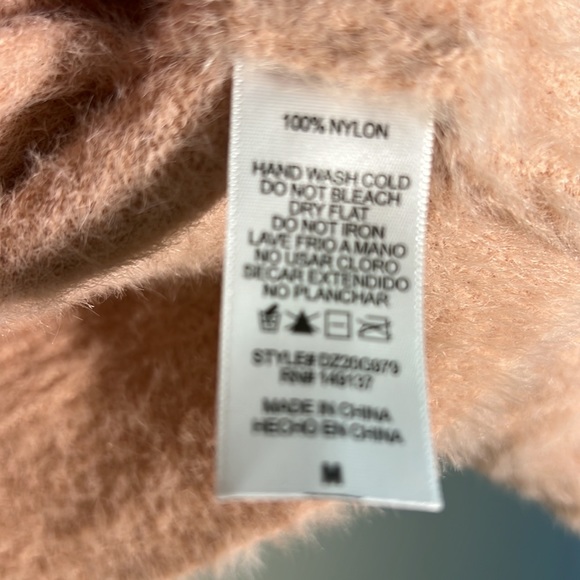 100% NYLON
HAND WASH COLD
DO NOT BLEACH
DRY FLAT
DO NOT IRON
LAVE FRIO A MANO
NO USAR CLORO
SECAR EXTENDIDO
NO PLANCHAR
STYLE# DZ20C979
RN# 149137
MADE IN CHINA
HECHO EN CHINA
M